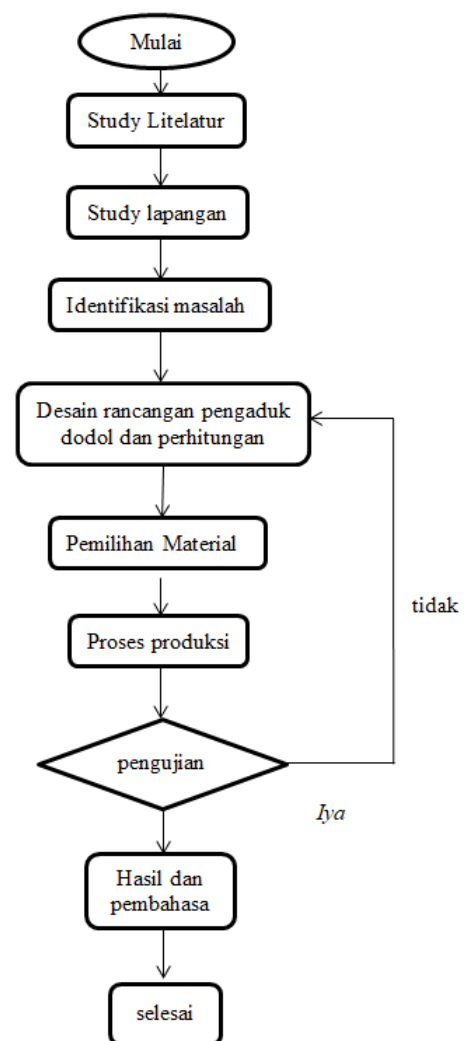 Mulai
Study Litelatur
Study lapangan
Identifikasi masalah
Desain rancangan pengaduk
dodol dan perhitungan
Pemilihan Material
tidak
Proses produksi
pengujian
Iya
Hasil dan
pembahasa
selesai